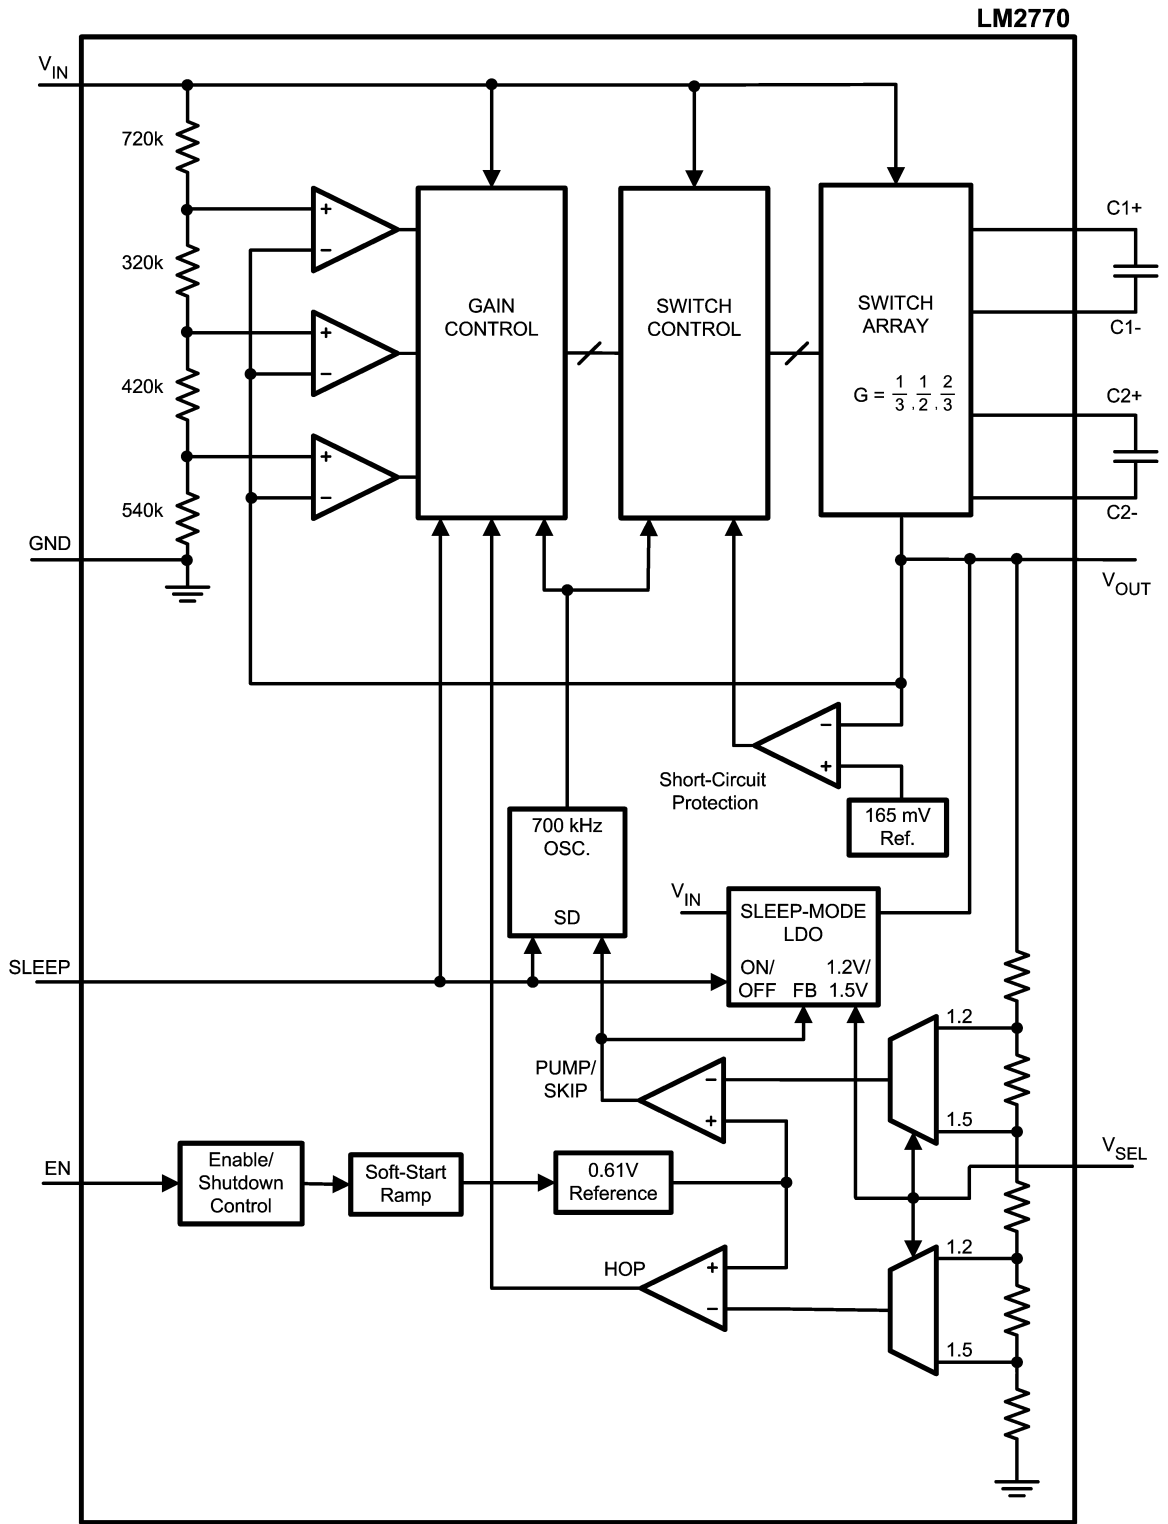 LM2770
VIN
720k
320k
420k
540k
GND
+
−
+
−
+
−
GAIN
CONTROL
SWITCH
CONTROL
SWITCH
ARRAY
G = 1/3, 1/2, 2/3
C1+
C1-
C2+
C2-
VOUT
−
+
Short-Circuit
Protection
165 mV
Ref.
700 kHz
OSC.
SD
VIN
SLEEP-MODE
LDO
ON/
OFF
FB
1.2V/
1.5V
SLEEP
PUMP/
SKIP
−
+
1.2
1.5
VSEL
EN
Enable/
Shutdown
Control
Soft-Start
Ramp
0.61V
Reference
HOP
+
−
1.2
1.5